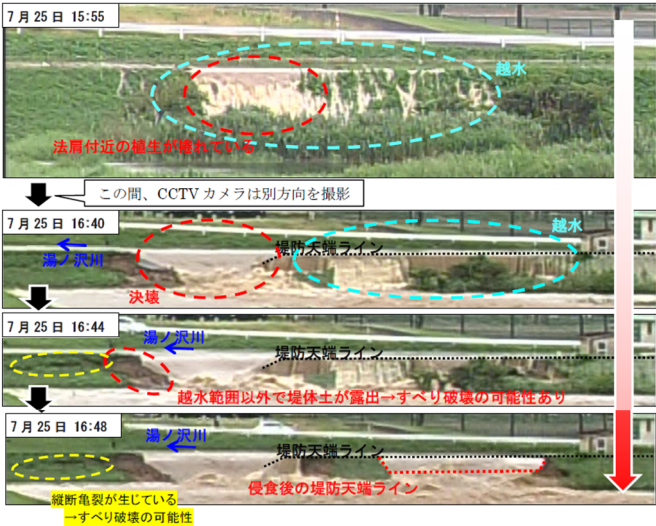 7月25日 15:55
越水
法肩付近の植生が捲れている
この間、CCTVカメラは別方向を撮影
7月25日 16:40
越水
堤防天端ライン
湯ノ沢川
決壊
7月25日 16:44
湯ノ沢川
堤防天端ライン
越水範囲以外で堤体土が露出→すべり破壊の可能性あり
7月25日 16:48
湯ノ沢川
堤防天端ライン
侵食後の堤防天端ライン
縦断亀裂が生じている
→すべり破壊の可能性